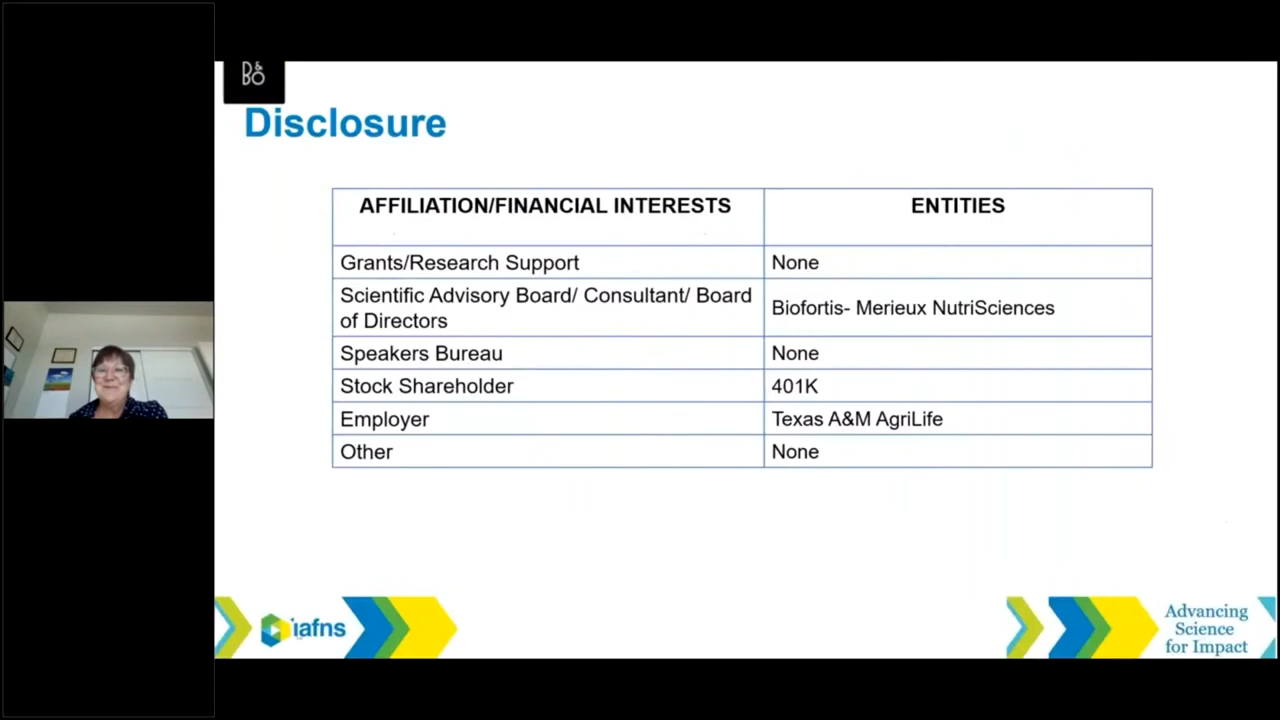 B&
BO
Disclosure
AFFILIATION/FINANCIAL INTERESTS
ENTITIES
Grants/Research Support
None
Scientific Advisory Board/ Consultant/ Board
of Directors
Biofortis- Merieux NutriSciences
Speakers Bureau
None
Stock Shareholder
401K
Employer
Texas A&M AgriLife
Other
None
iafns
Advancing
Science
for Impact